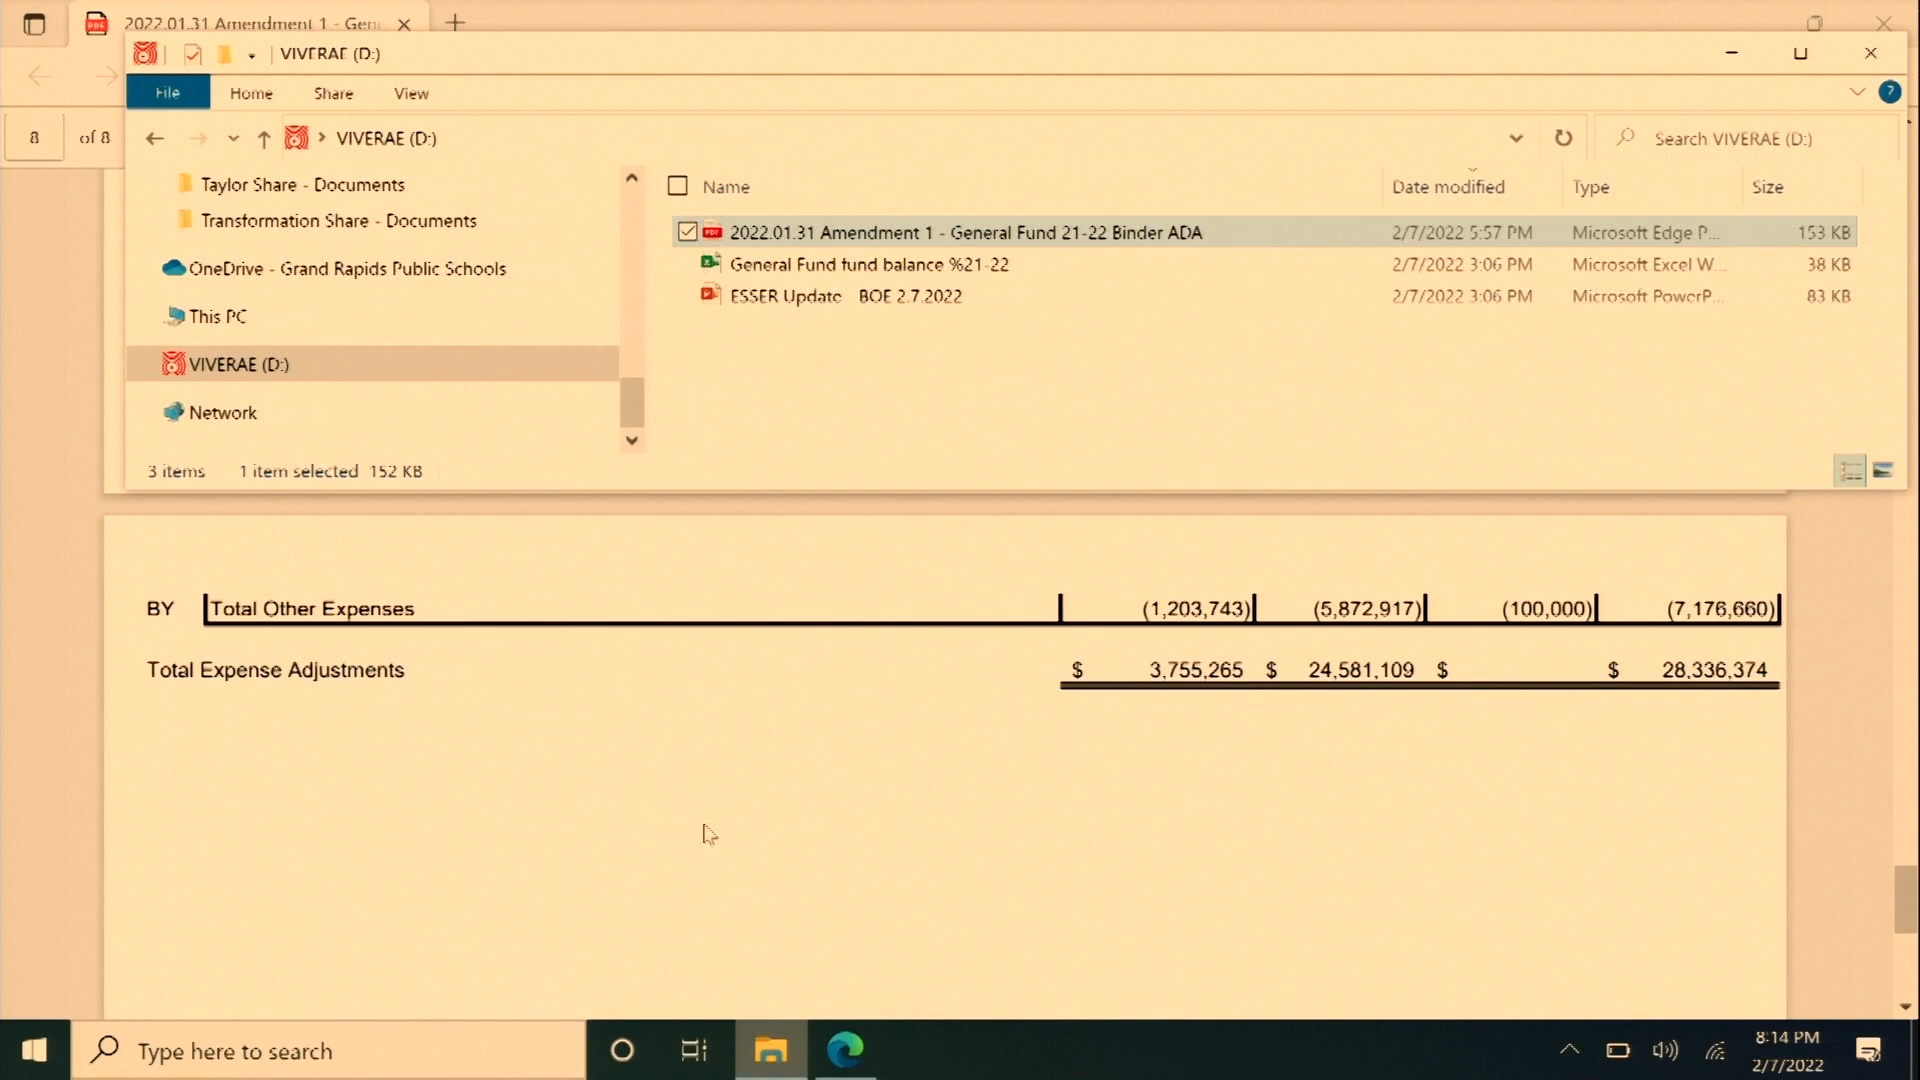 2022.01.31 Amendment 1 - Gene
VIVERAE (D:)
File Home Share View
8 of 8
VIVERAE (D:)
Search VIVERAE (D:)
Taylor Share - Documents
Transformation Share - Documents
OneDrive - Grand Rapids Public Schools
This PC
VIVERAE (D:)
Network
Name Date modified Type Size
2022.01.31 Amendment 1 - General Fund 21-22 Binder ADA 2/7/2022 5:57 PM Microsoft Edge P... 153 KB
General Fund fund balance %21-22 2/7/2022 3:06 PM Microsoft Excel W... 38 KB
ESSER Update - BOE 2.7.2022 2/7/2022 3:06 PM Microsoft PowerP... 83 KB
3 items 1 item selected 152 KB
BY Total Other Expenses (1,203,743) (5,872,917) (100,000) (7,176,660)
Total Expense Adjustments $ 3,755,265 $ 24,581,109 $ $ 28,336,374
Type here to search
8:14 PM
2/7/2022